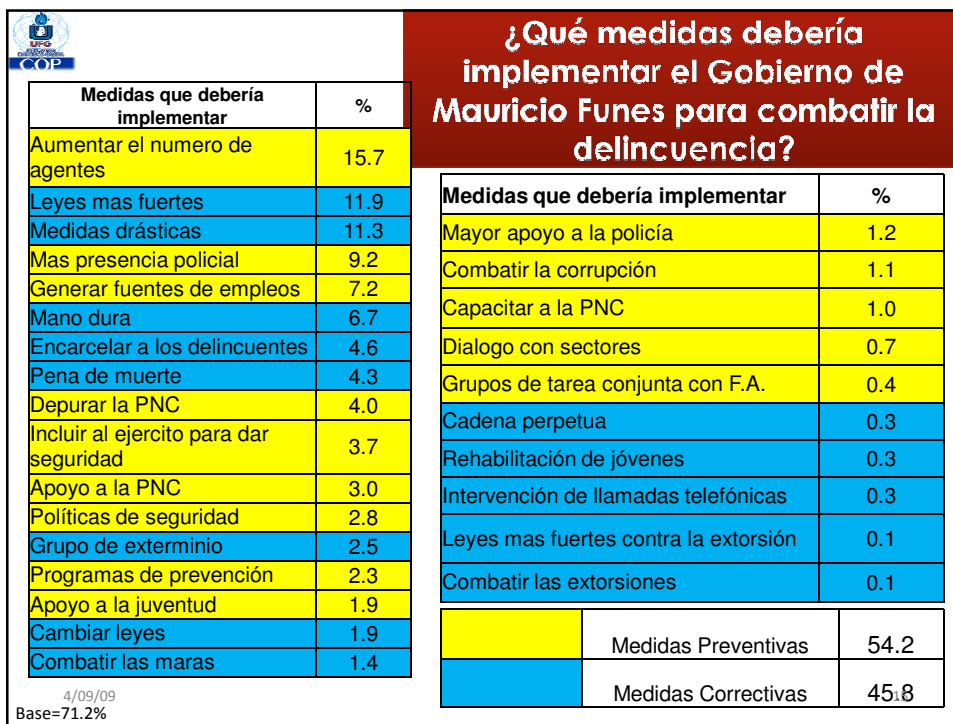 UFG
COP
¿Qué medidas debería
implementar el Gobierno de
Mauricio Funes para combatir la
delincuencia?
Medidas que debería
implementar %
Aumentar el numero de
agentes 15.7
Leyes mas fuertes 11.9
Medidas drásticas 11.3
Mas presencia policial 9.2
Generar fuentes de empleos 7.2
Mano dura 6.7
Encarcelar a los delincuentes 4.6
Pena de muerte 4.3
Depurar la PNC 4.0
Incluir al ejercito para dar
seguridad 3.7
Apoyo a la PNC 3.0
Políticas de seguridad 2.8
Grupo de exterminio 2.5
Programas de prevención 2.3
Apoyo a la juventud 1.9
Cambiar leyes 1.9
Combatir las maras 1.4
Medidas que debería implementar %
Mayor apoyo a la policía 1.2
Combatir la corrupción 1.1
Capacitar a la PNC 1.0
Dialogo con sectores 0.7
Grupos de tarea conjunta con F.A. 0.4
Cadena perpetua 0.3
Rehabilitación de jóvenes 0.3
Intervención de llamadas telefónicas 0.3
Leyes mas fuertes contra la extorsión 0.1
Combatir las extorsiones 0.1
Medidas Preventivas 54.2
Medidas Correctivas 45.8
4/09/09
Base=71.2%